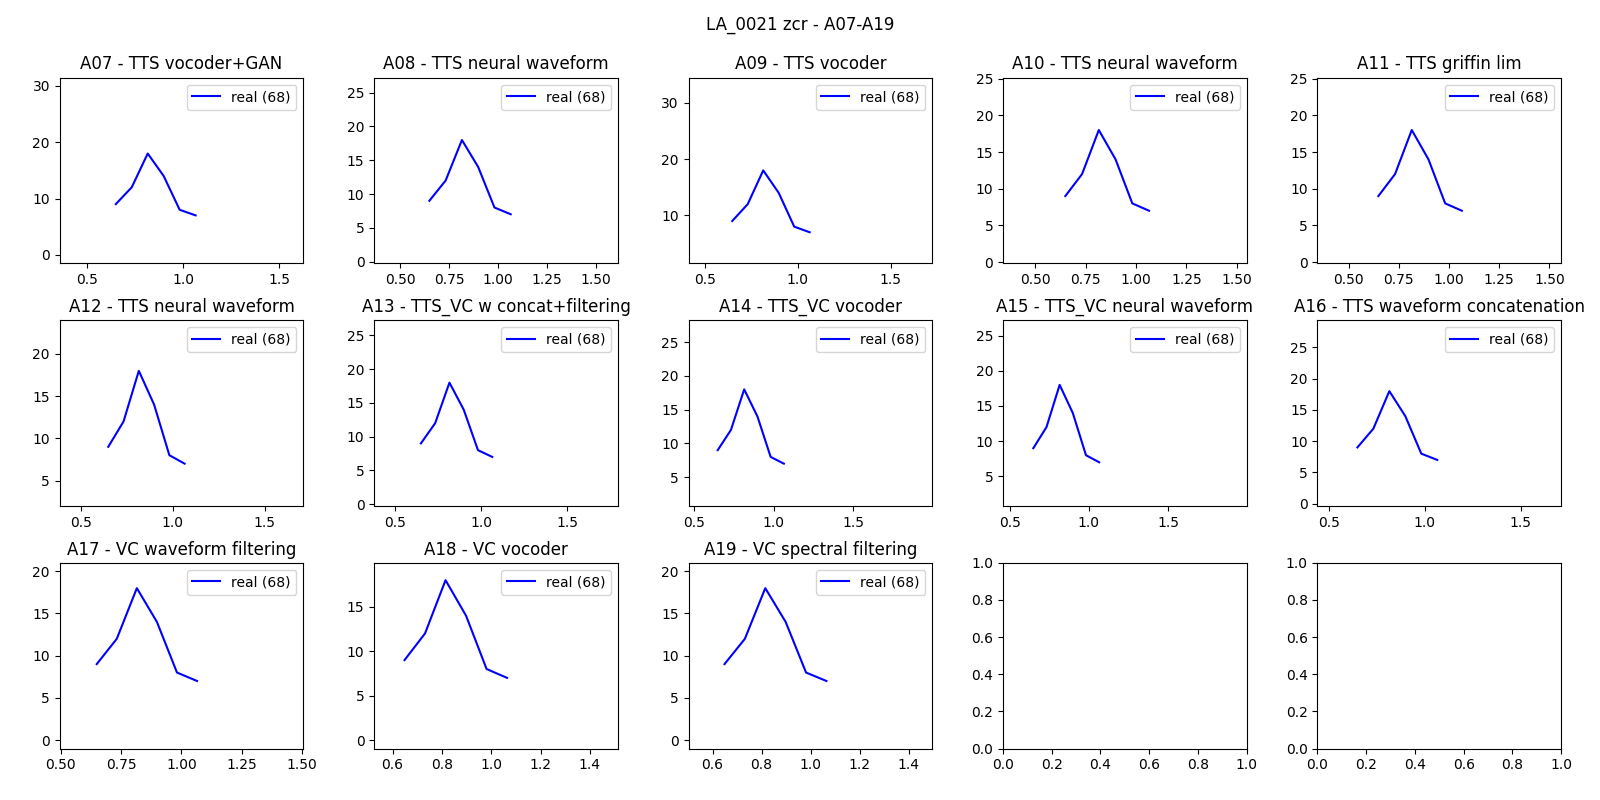 LA_0021 zcr - A07-A19
A07 - TTS vocoder+GAN
real (68)
30
20
10
0
0.5 1.0 1.5
A08 - TTS neural waveform
real (68)
25
20
15
10
5
0
0.50 0.75 1.00 1.25 1.50
A09 - TTS vocoder
real (68)
30
20
10
0.5 1.0 1.5
A10 - TTS neural waveform
real (68)
25
20
15
10
5
0
0.50 0.75 1.00 1.25 1.50
A11 - TTS griffin lim
real (68)
25
20
15
10
5
0
0.50 0.75 1.00 1.25 1.50
A12 - TTS neural waveform
real (68)
20
15
10
5
0.5 1.0 1.5
A13 - TTS_VC w concat+filtering
real (68)
25
20
15
10
5
0
0.5 1.0 1.5
A14 - TTS_VC vocoder
real (68)
25
20
15
10
5
0.5 1.0 1.5
A15 - TTS_VC neural waveform
real (68)
25
20
15
10
5
0.5 1.0 1.5
A16 - TTS waveform concatenation
real (68)
25
20
15
10
5
0
0.5 1.0 1.5
A17 - VC waveform filtering
real (68)
20
15
10
5
0
0.50 0.75 1.00 1.25 1.50
A18 - VC vocoder
real (68)
15
10
5
0
0.6 0.8 1.0 1.2 1.4
A19 - VC spectral filtering
real (68)
20
15
10
5
0
0.6 0.8 1.0 1.2 1.4
1.0
0.8
0.6
0.4
0.2
0.0
0.0 0.2 0.4 0.6 0.8 1.0
1.0
0.8
0.6
0.4
0.2
0.0
0.0 0.2 0.4 0.6 0.8 1.0